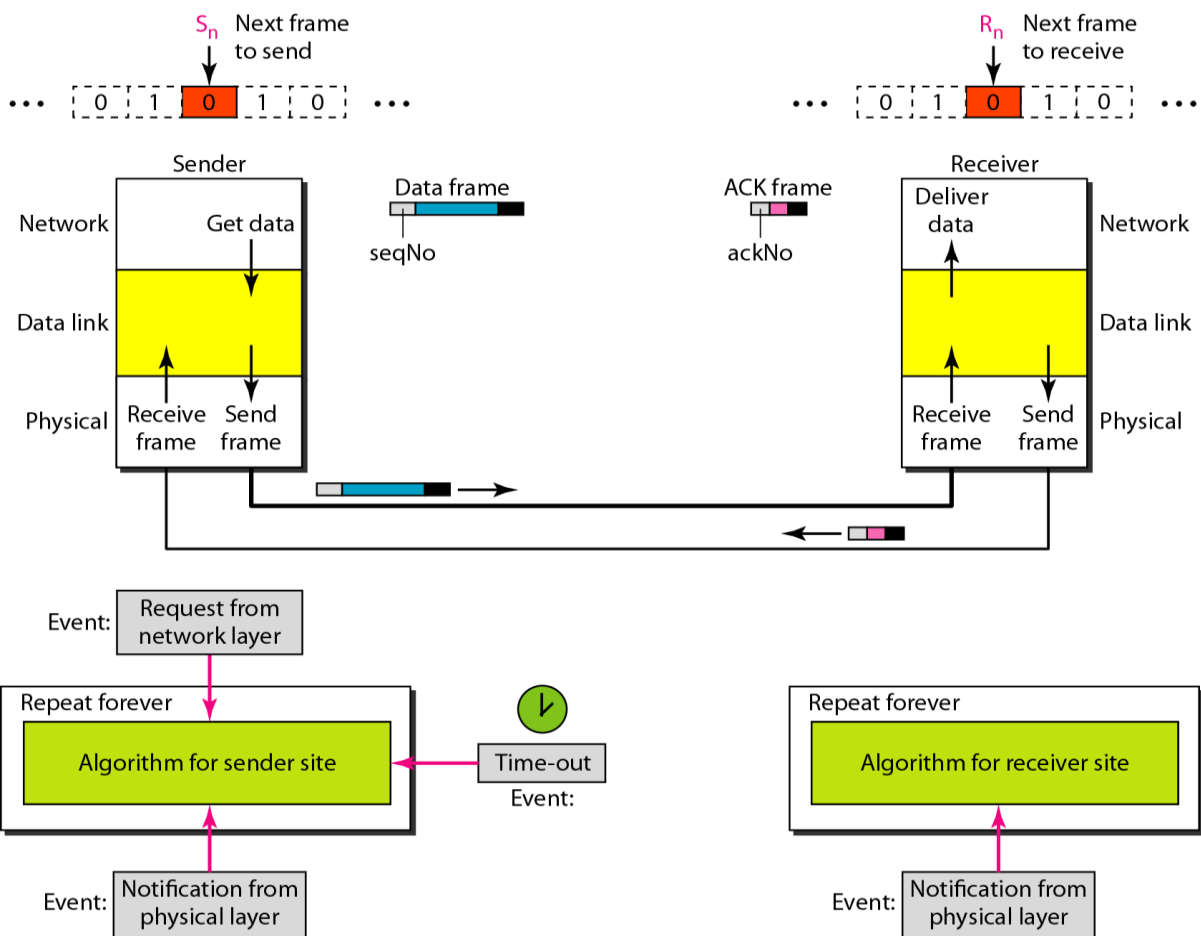 Sn Next frame
to send
Rn Next frame
to receive
••• 0 1 0 1 0 •••
••• 0 1 0 1 0 •••
Sender
Receiver
Data frame
seqNo
ACK frame
ackNo
Network
Get data
Deliver
data
Network
Data link
Data link
Physical
Receive
frame
Send
frame
Receive
frame
Send
frame
Physical
Event:
Request from
network layer
Repeat forever
Algorithm for sender site
Time-out
Event:
Event:
Notification from
physical layer
Repeat forever
Algorithm for receiver site
Event:
Notification from
physical layer